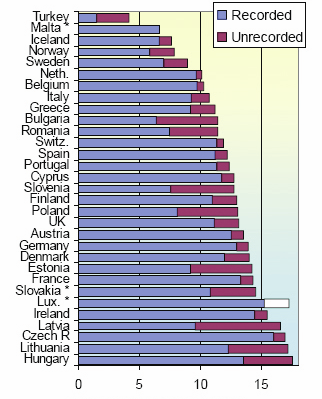 Recorded
Unrecorded
Turkey
Malta *
Iceland
Norway
Sweden
Neth.
Belgium
Italy
Greece
Bulgaria
Romania
Switz.
Spain
Portugal
Cyprus
Slovenia
Finland
Poland
UK
Austria
Germany
Denmark
Estonia
France
Slovakia *
Lux. *
Ireland
Latvia
Czech R
Lithuania
Hungary
0 5 10 15